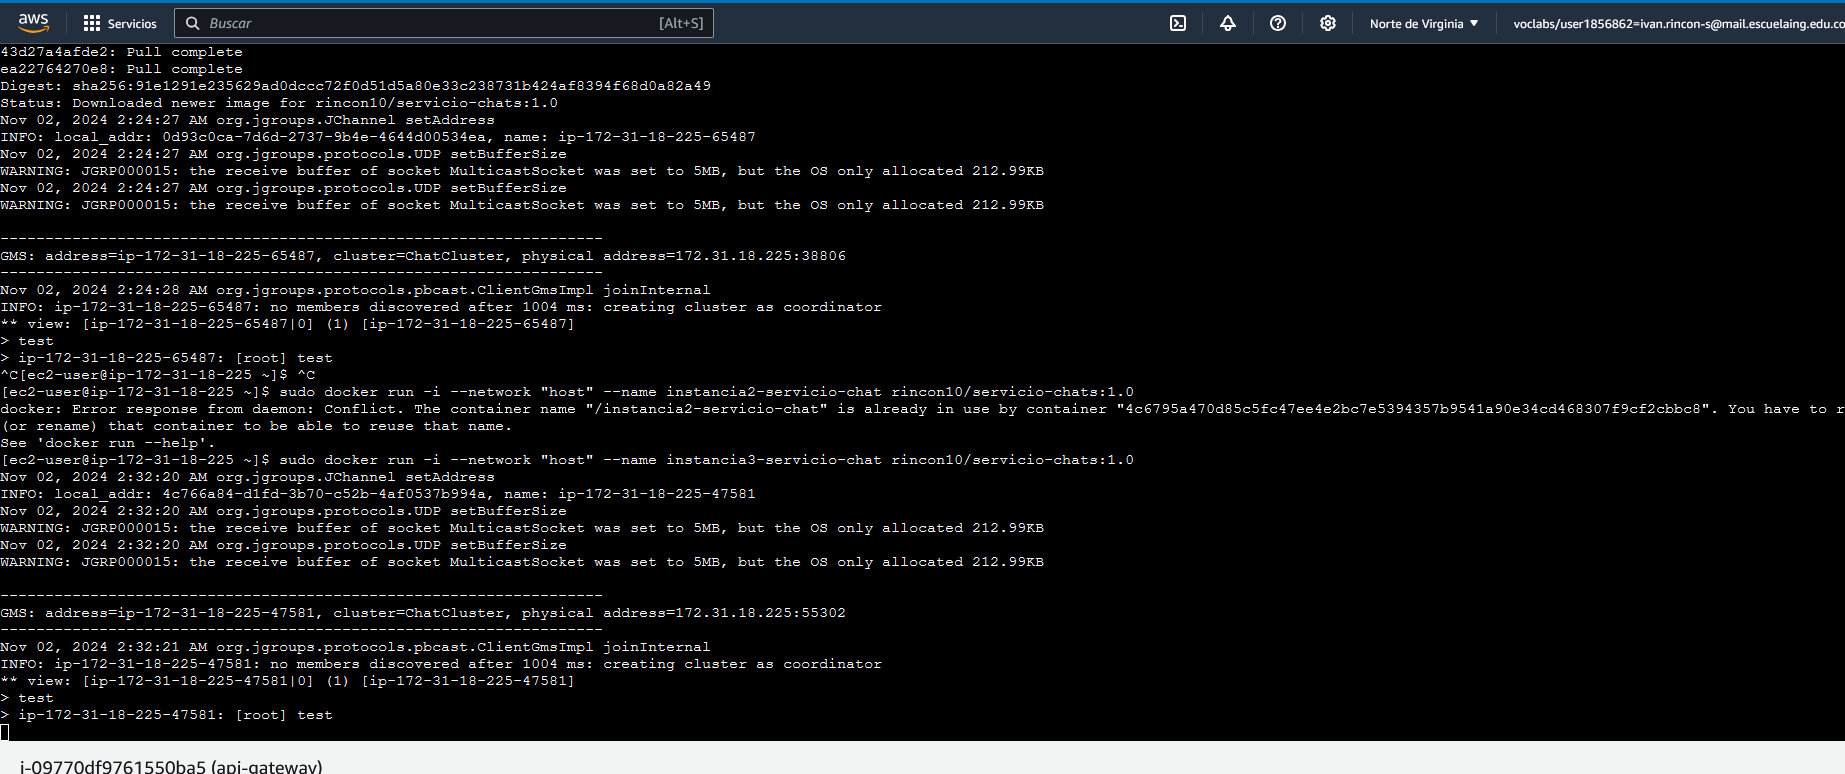 aws
Servicios
Buscar
[Alt+S]
Norte de Virginia
voclabs/user1856862=ivan.rincon-s@mail.escuelaing.edu.co
43d27a4afde2: Pull complete
ea22764270e8: Pull complete
Digest: sha256:91e1291e235629ad0dccc72f0d51d5a80e33c238731b424af8394f68d0a82a49
Status: Downloaded newer image for rincon10/servicio-chats:1.0
Nov 02, 2024 2:24:27 AM org.jgroups.JChannel setAddress
INFO: local_addr: 0d93c0ca-7d6d-2737-9b4e-4644d00534ea, name: ip-172-31-18-225-65487
Nov 02, 2024 2:24:27 AM org.jgroups.protocols.UDP setBufferSize
WARNING: JGRP000015: the receive buffer of socket MulticastSocket was set to 5MB, but the OS only allocated 212.99KB
Nov 02, 2024 2:24:27 AM org.jgroups.protocols.UDP setBufferSize
WARNING: JGRP000015: the receive buffer of socket MulticastSocket was set to 5MB, but the OS only allocated 212.99KB
-------------------------------------------------------------------
GMS: address=ip-172-31-18-225-65487, cluster=ChatCluster, physical address=172.31.18.225:38806
-------------------------------------------------------------------
Nov 02, 2024 2:24:28 AM org.jgroups.protocols.pbcast.ClientGmsImpl joinInternal
INFO: ip-172-31-18-225-65487: no members discovered after 1004 ms: creating cluster as coordinator
** view: [ip-172-31-18-225-65487|0] (1) [ip-172-31-18-225-65487]
> test
> ip-172-31-18-225-65487: [root] test
^C[ec2-user@ip-172-31-18-225 ~]$ ^C
[ec2-user@ip-172-31-18-225 ~]$ sudo docker run -i --network "host" --name instancia2-servicio-chat rincon10/servicio-chats:1.0
docker: Error response from daemon: Conflict. The container name "/instancia2-servicio-chat" is already in use by container "4c6795a470d85c5fc47ee4e2bc7e5394357b9541a90e34cd468307f9cf2cbbc8". You have to r
(or rename) that container to be able to reuse that name.
See 'docker run --help'.
[ec2-user@ip-172-31-18-225 ~]$ sudo docker run -i --network "host" --name instancia3-servicio-chat rincon10/servicio-chats:1.0
Nov 02, 2024 2:32:20 AM org.jgroups.JChannel setAddress
INFO: local_addr: 4c766a84-d1fd-3b70-c52b-4af0537b994a, name: ip-172-31-18-225-47581
Nov 02, 2024 2:32:20 AM org.jgroups.protocols.UDP setBufferSize
WARNING: JGRP000015: the receive buffer of socket MulticastSocket was set to 5MB, but the OS only allocated 212.99KB
Nov 02, 2024 2:32:20 AM org.jgroups.protocols.UDP setBufferSize
WARNING: JGRP000015: the receive buffer of socket MulticastSocket was set to 5MB, but the OS only allocated 212.99KB
-------------------------------------------------------------------
GMS: address=ip-172-31-18-225-47581, cluster=ChatCluster, physical address=172.31.18.225:55302
-------------------------------------------------------------------
Nov 02, 2024 2:32:21 AM org.jgroups.protocols.pbcast.ClientGmsImpl joinInternal
INFO: ip-172-31-18-225-47581: no members discovered after 1004 ms: creating cluster as coordinator
** view: [ip-172-31-18-225-47581|0] (1) [ip-172-31-18-225-47581]
> test
> ip-172-31-18-225-47581: [root] test
i-09770df9761550ba5 (api-gateway)